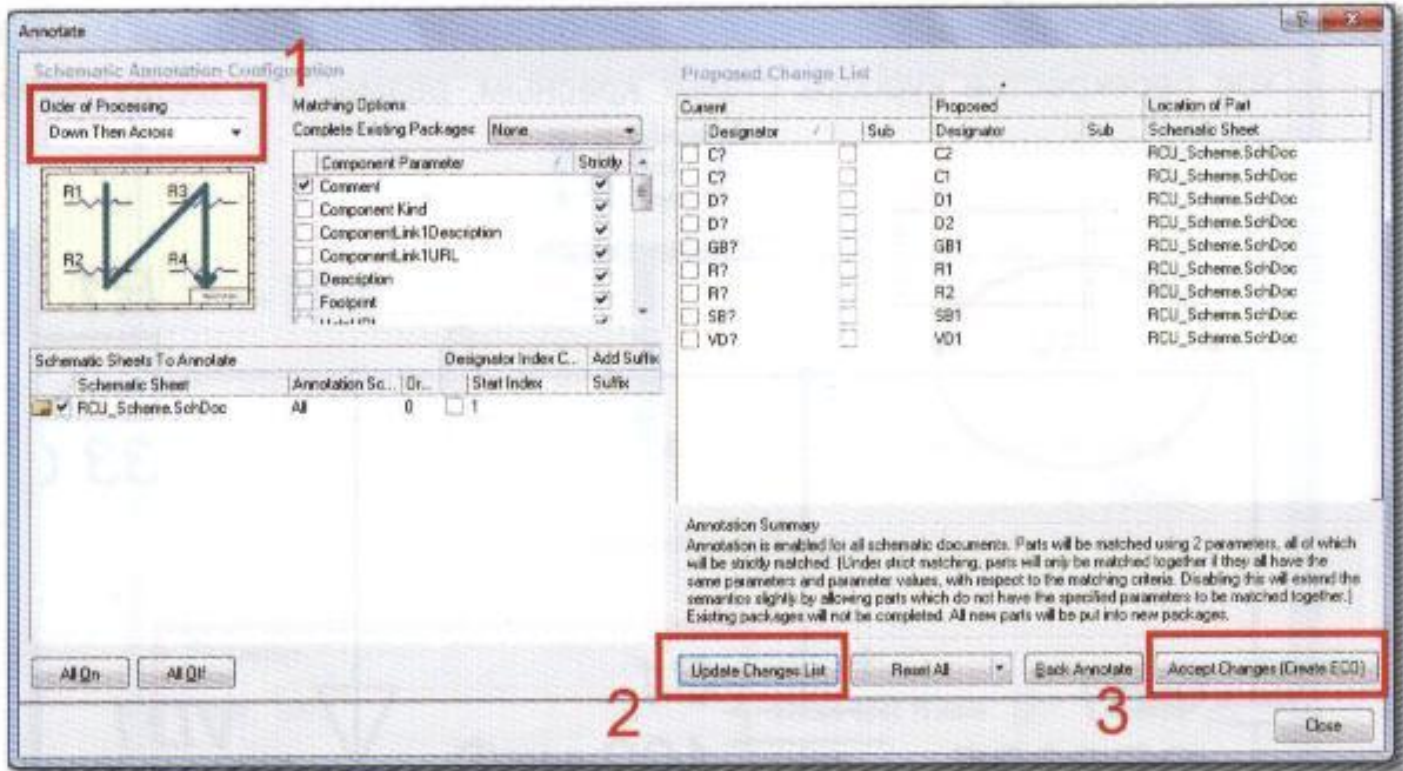 Annotate
1
Schematic Annotation Configuration
Order of Processing
Down Then Across
R1
R3
R2
R4
Matching Options
Complete Existing Packages None
Component Parameter Strictly
Comment
Component Kind
ComponentLink1Description
ComponentLink1URL
Description
Footprint
Schematic Sheets To Annotate Designator Index C... Add Suffix
Schematic Sheet Annotation Sc... Or... Start Index Suffix
RCU_Scheme.SchDoc All 0 1
All On All Off
Proposed Change List
Current Proposed Location of Part
Designator Sub Designator Sub Schematic Sheet
C? C2 RCU_Scheme.SchDoc
C? C1 RCU_Scheme.SchDoc
D? D1 RCU_Scheme.SchDoc
D? D2 RCU_Scheme.SchDoc
GB? GB1 RCU_Scheme.SchDoc
R? R1 RCU_Scheme.SchDoc
R? R2 RCU_Scheme.SchDoc
SB? SB1 RCU_Scheme.SchDoc
VD? VD1 RCU_Scheme.SchDoc
Annotation Summary
Annotation is enabled for all schematic documents. Parts will be matched using 2 parameters, all of which
will be strictly matched. (Under strict matching, parts will only be matched together if they all have the
same parameters and parameter values, with respect to the matching criteria. Disabling this will extend the
semantics slightly by allowing parts which do not have the specified parameters to be matched together.)
Existing packages will not be completed. All new parts will be put into new packages.
Update Changes List Reset All Back Annotate Accept Changes (Create ECO)
2
3
Close